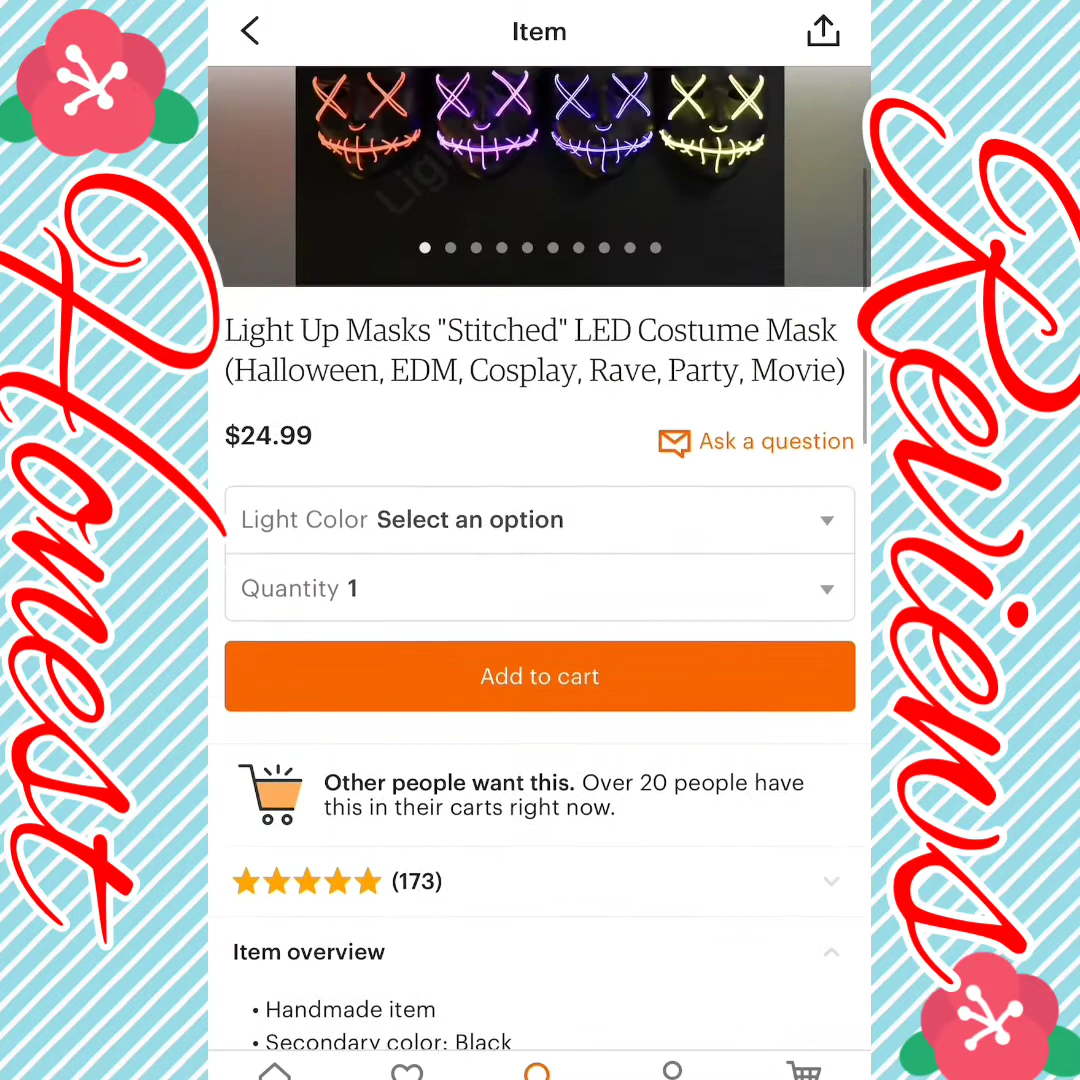 Item
Lig
Light Up Masks "Stitched" LED Costume Mask
(Halloween, EDM, Cosplay, Rave, Party, Movie)
$24.99
Ask a question
Light Color Select an option
Quantity 1
Add to cart
Other people want this. Over 20 people have
this in their carts right now.
(173)
Item overview
• Handmade item
• Secondary color: Black
Honest
Reviews